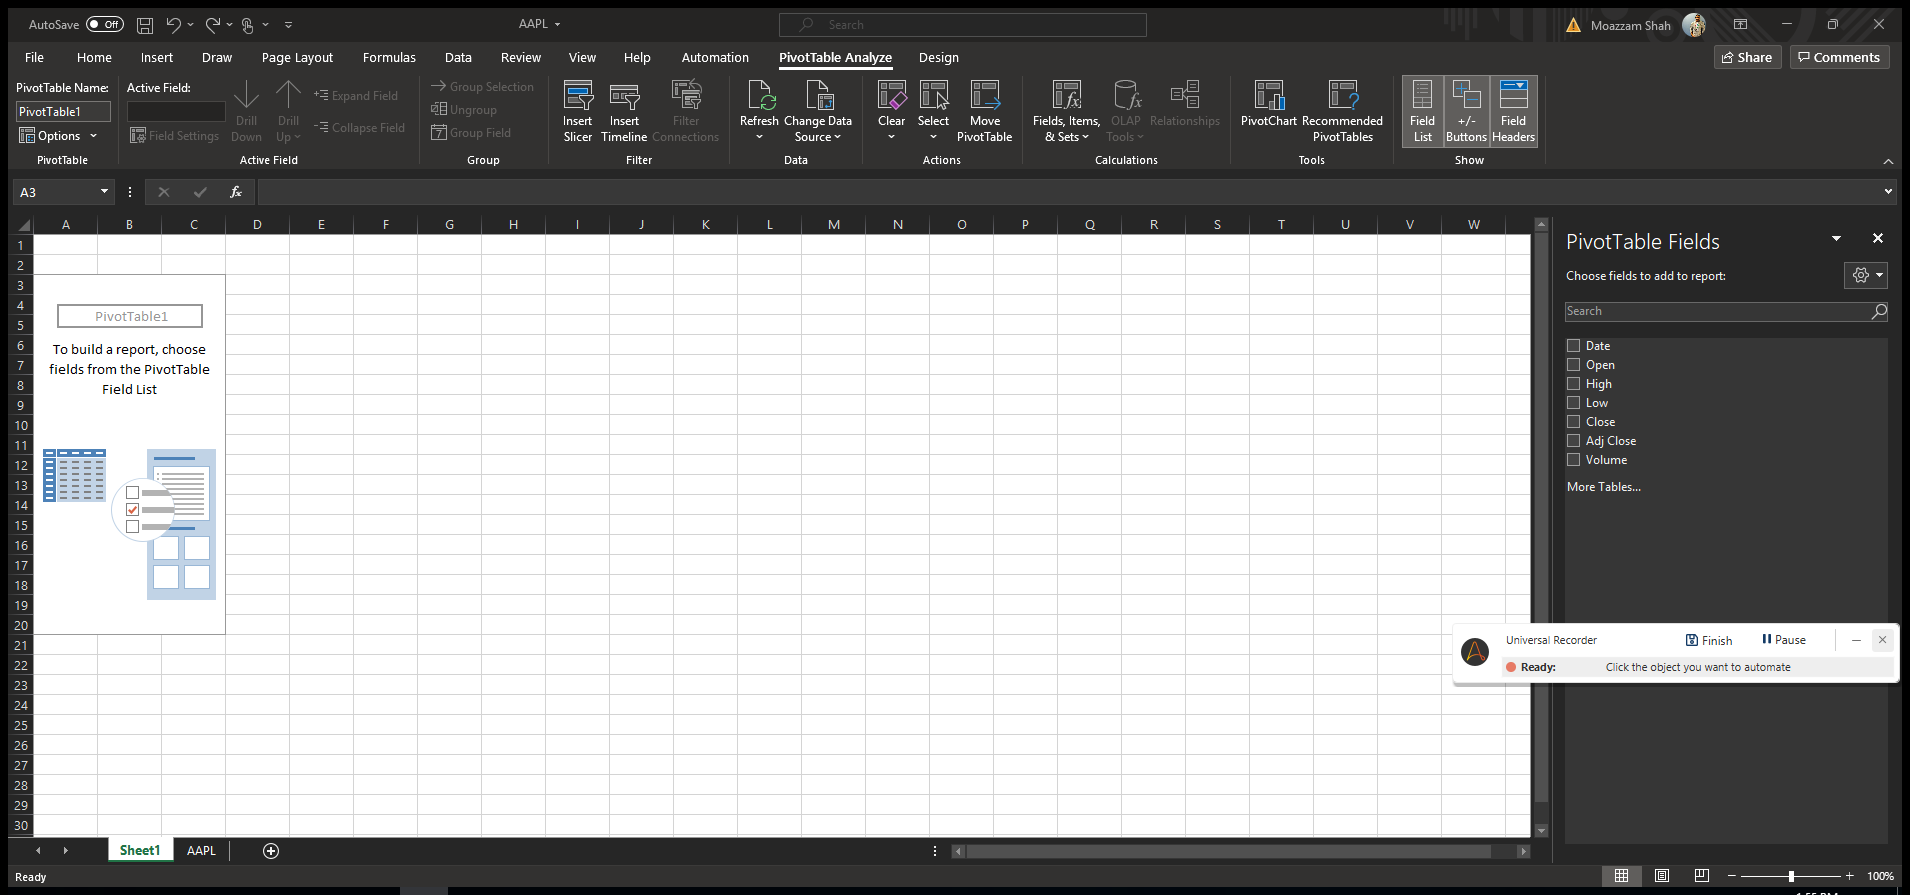 AutoSave Off AAPL Search Moazzam Shah
File Home Insert Draw Page Layout Formulas Data Review View Help Automation PivotTable Analyze Design Share Comments
PivotTable Name:
PivotTable1
Options
PivotTable
Active Field:
Field Settings
Drill Down
Drill Up
Expand Field
Collapse Field
Active Field
Group Selection
Ungroup
7 Group Field
Group
Insert Slicer
Insert Timeline
Filter Connections
Filter
Refresh
Change Data Source
Data
Clear
Select
Move PivotTable
Actions
fx Fields, Items, & Sets
fx OLAP Tools
Relationships
Calculations
PivotChart
? Recommended PivotTables
Tools
Field List
+/- Buttons
Field Headers
Show
A3 fx
A B C D E F G H I J K L M N O P Q R S T U V W
1
2
3
4
5
6
7
8
9
10
11
12
13
14
15
16
17
18
19
20
21
22
23
24
25
26
27
28
29
30
PivotTable1
To build a report, choose
fields from the PivotTable
Field List
PivotTable Fields
Choose fields to add to report:
Search
Date
Open
High
Low
Close
Adj Close
Volume
More Tables...
Universal Recorder Finish Pause
Ready: Click the object you want to automate
Sheet1 AAPL
Ready 100%